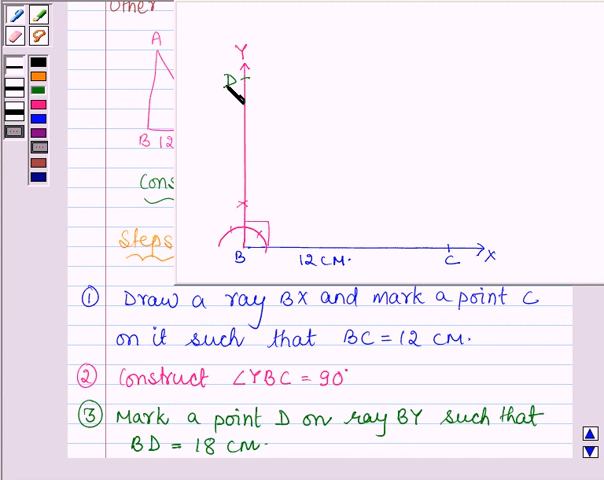 Other
A
B 12
Cons
Steps
Y
D
B
12 CM.
C
X
① Draw a ray BX and mark a point C
on it such that BC = 12 CM.
② Construct ∠YBC = 90°
③ Mark a point D on ray BY such that
BD = 18 CM.